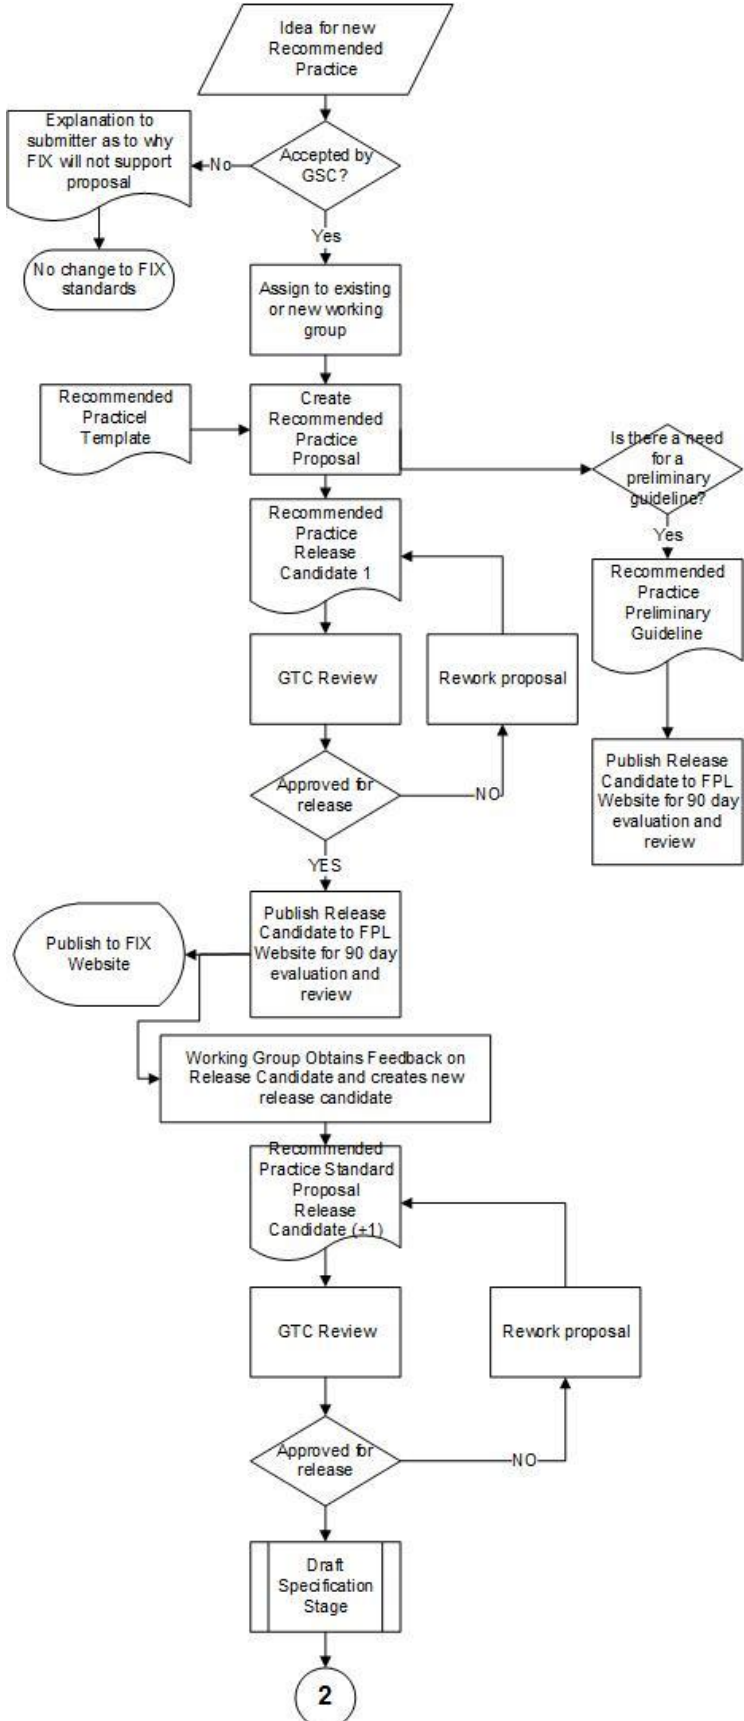 Idea for new
Recommended
Practice
Explanation to
submitter as to why
FIX will not support
proposal
No
Accepted by
GSC?
Yes
No change to FIX
standards
Assign to existing
or new working
group
Recommended
Practicel
Template
Create
Recommended
Practice
Proposal
Is there a need
for a
preliminary
guideline?
Yes
Recommended
Practice
Release
Candidate 1
Recommended
Practice
Preliminary
Guideline
GTC Review
Rework proposal
Approved for
release
NO
Publish Release
Candidate to FPL
Website for 90 day
evaluation and
review
YES
Publish to FIX
Website
Publish Release
Candidate to FPL
Website for 90 day
evaluation and
review
Working Group Obtains Feedback on
Release Candidate and creates new
release candidate
Recommended
Practice Standard
Proposal
Release
Candidate (+1)
GTC Review
Rework proposal
Approved for
release
NO
Draft
Specification
Stage
2